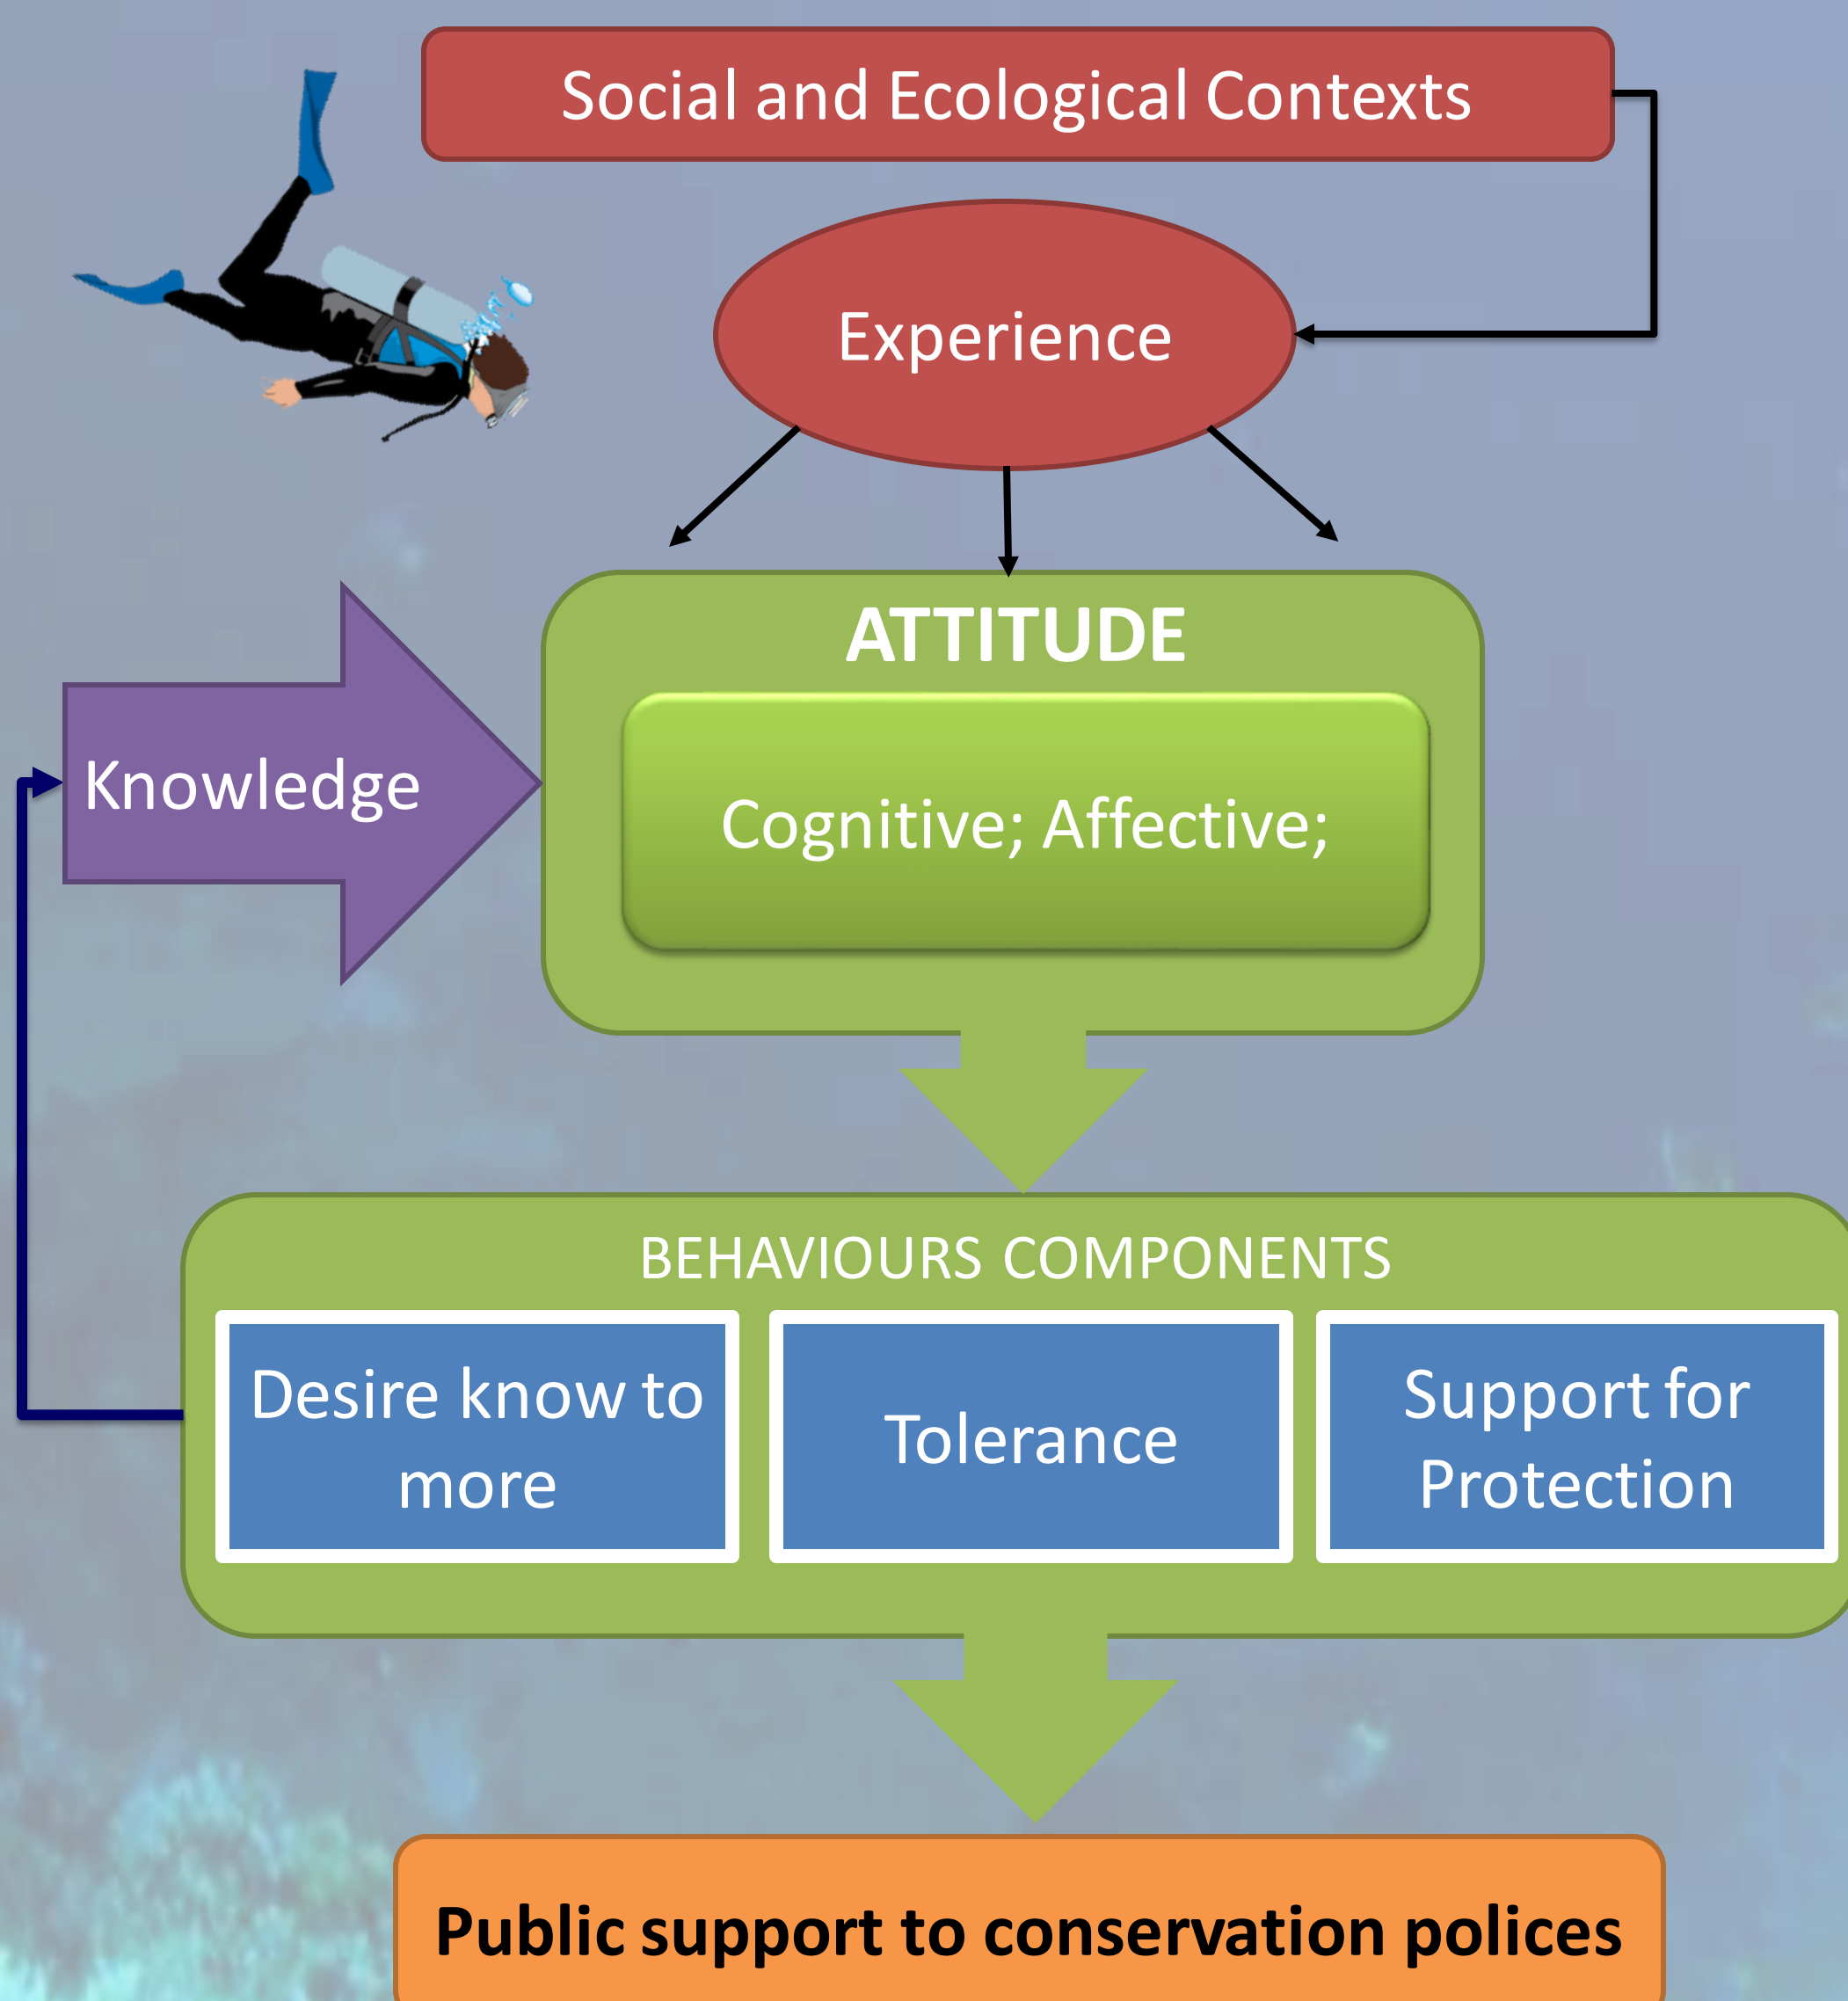 Social and Ecological Contexts
Experience
ATTITUDE
Knowledge
Cognitive; Affective;
BEHAVIOURS COMPONENTS
Desire know to
more
Tolerance
Support for
Protection
Public support to conservation polices